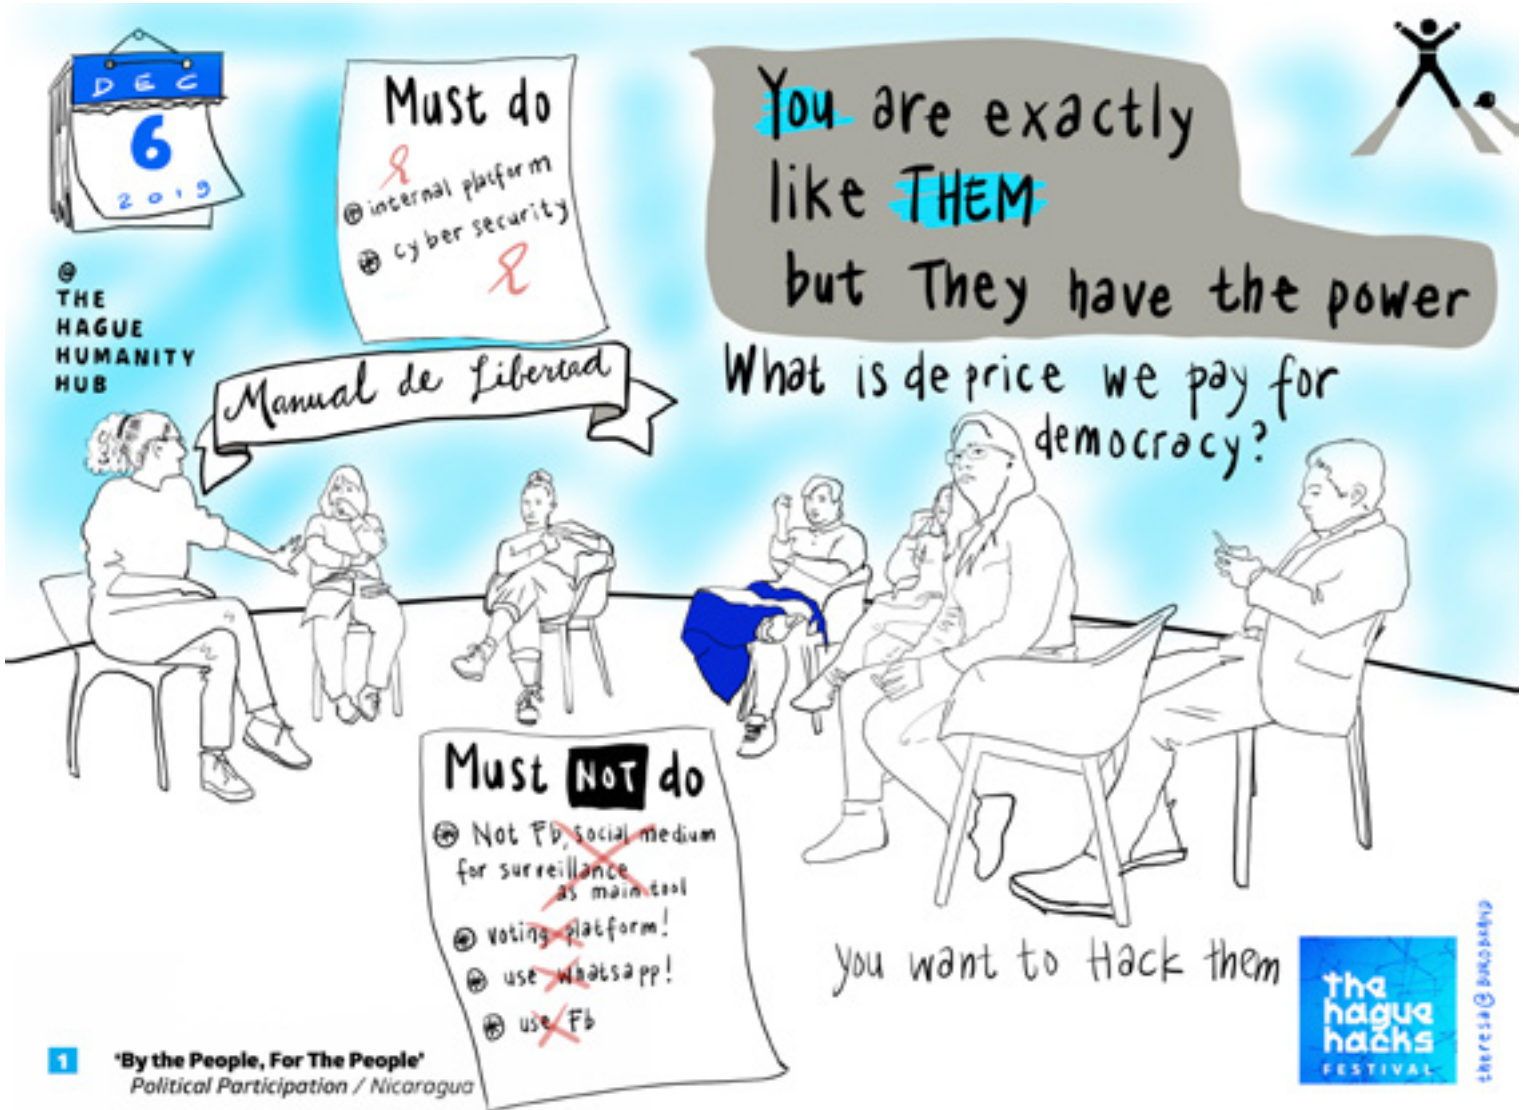 DEC
6
2019
@
THE
HAGUE
HUMANITY
HUB
Must do
internal platform
cyber security
Manual de Libertad
You are exactly
like THEM
but They have the power
What is de price we pay for
democracy?
Must NOT do
Not Fb, social medium
for surveillance
as main tool
voting platform!
use whatsapp!
use Fb
you want to Hack them
the
hague
hacks
FESTIVAL
theresa@BUROBRAND
1
'By the People, For The People'
Political Participation / Nicaragua